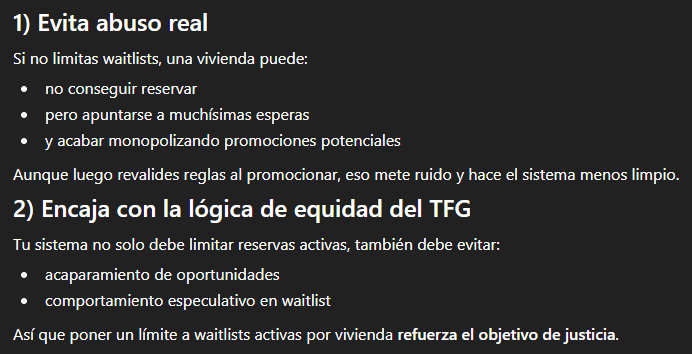 1) Evita abuso real
Si no limitas waitlists, una vivienda puede:
• no conseguir reservar
• pero apuntarse a muchísimas esperas
• y acabar monopolizando promociones potenciales
Aunque luego revalides reglas al promocionar, eso mete ruido y hace el sistema menos limpio.
2) Encaja con la lógica de equidad del TFG
Tu sistema no solo debe limitar reservas activas, también debe evitar:
• acaparamiento de oportunidades
• comportamiento especulativo en waitlist
Así que poner un límite a waitlists activas por vivienda refuerza el objetivo de justicia.